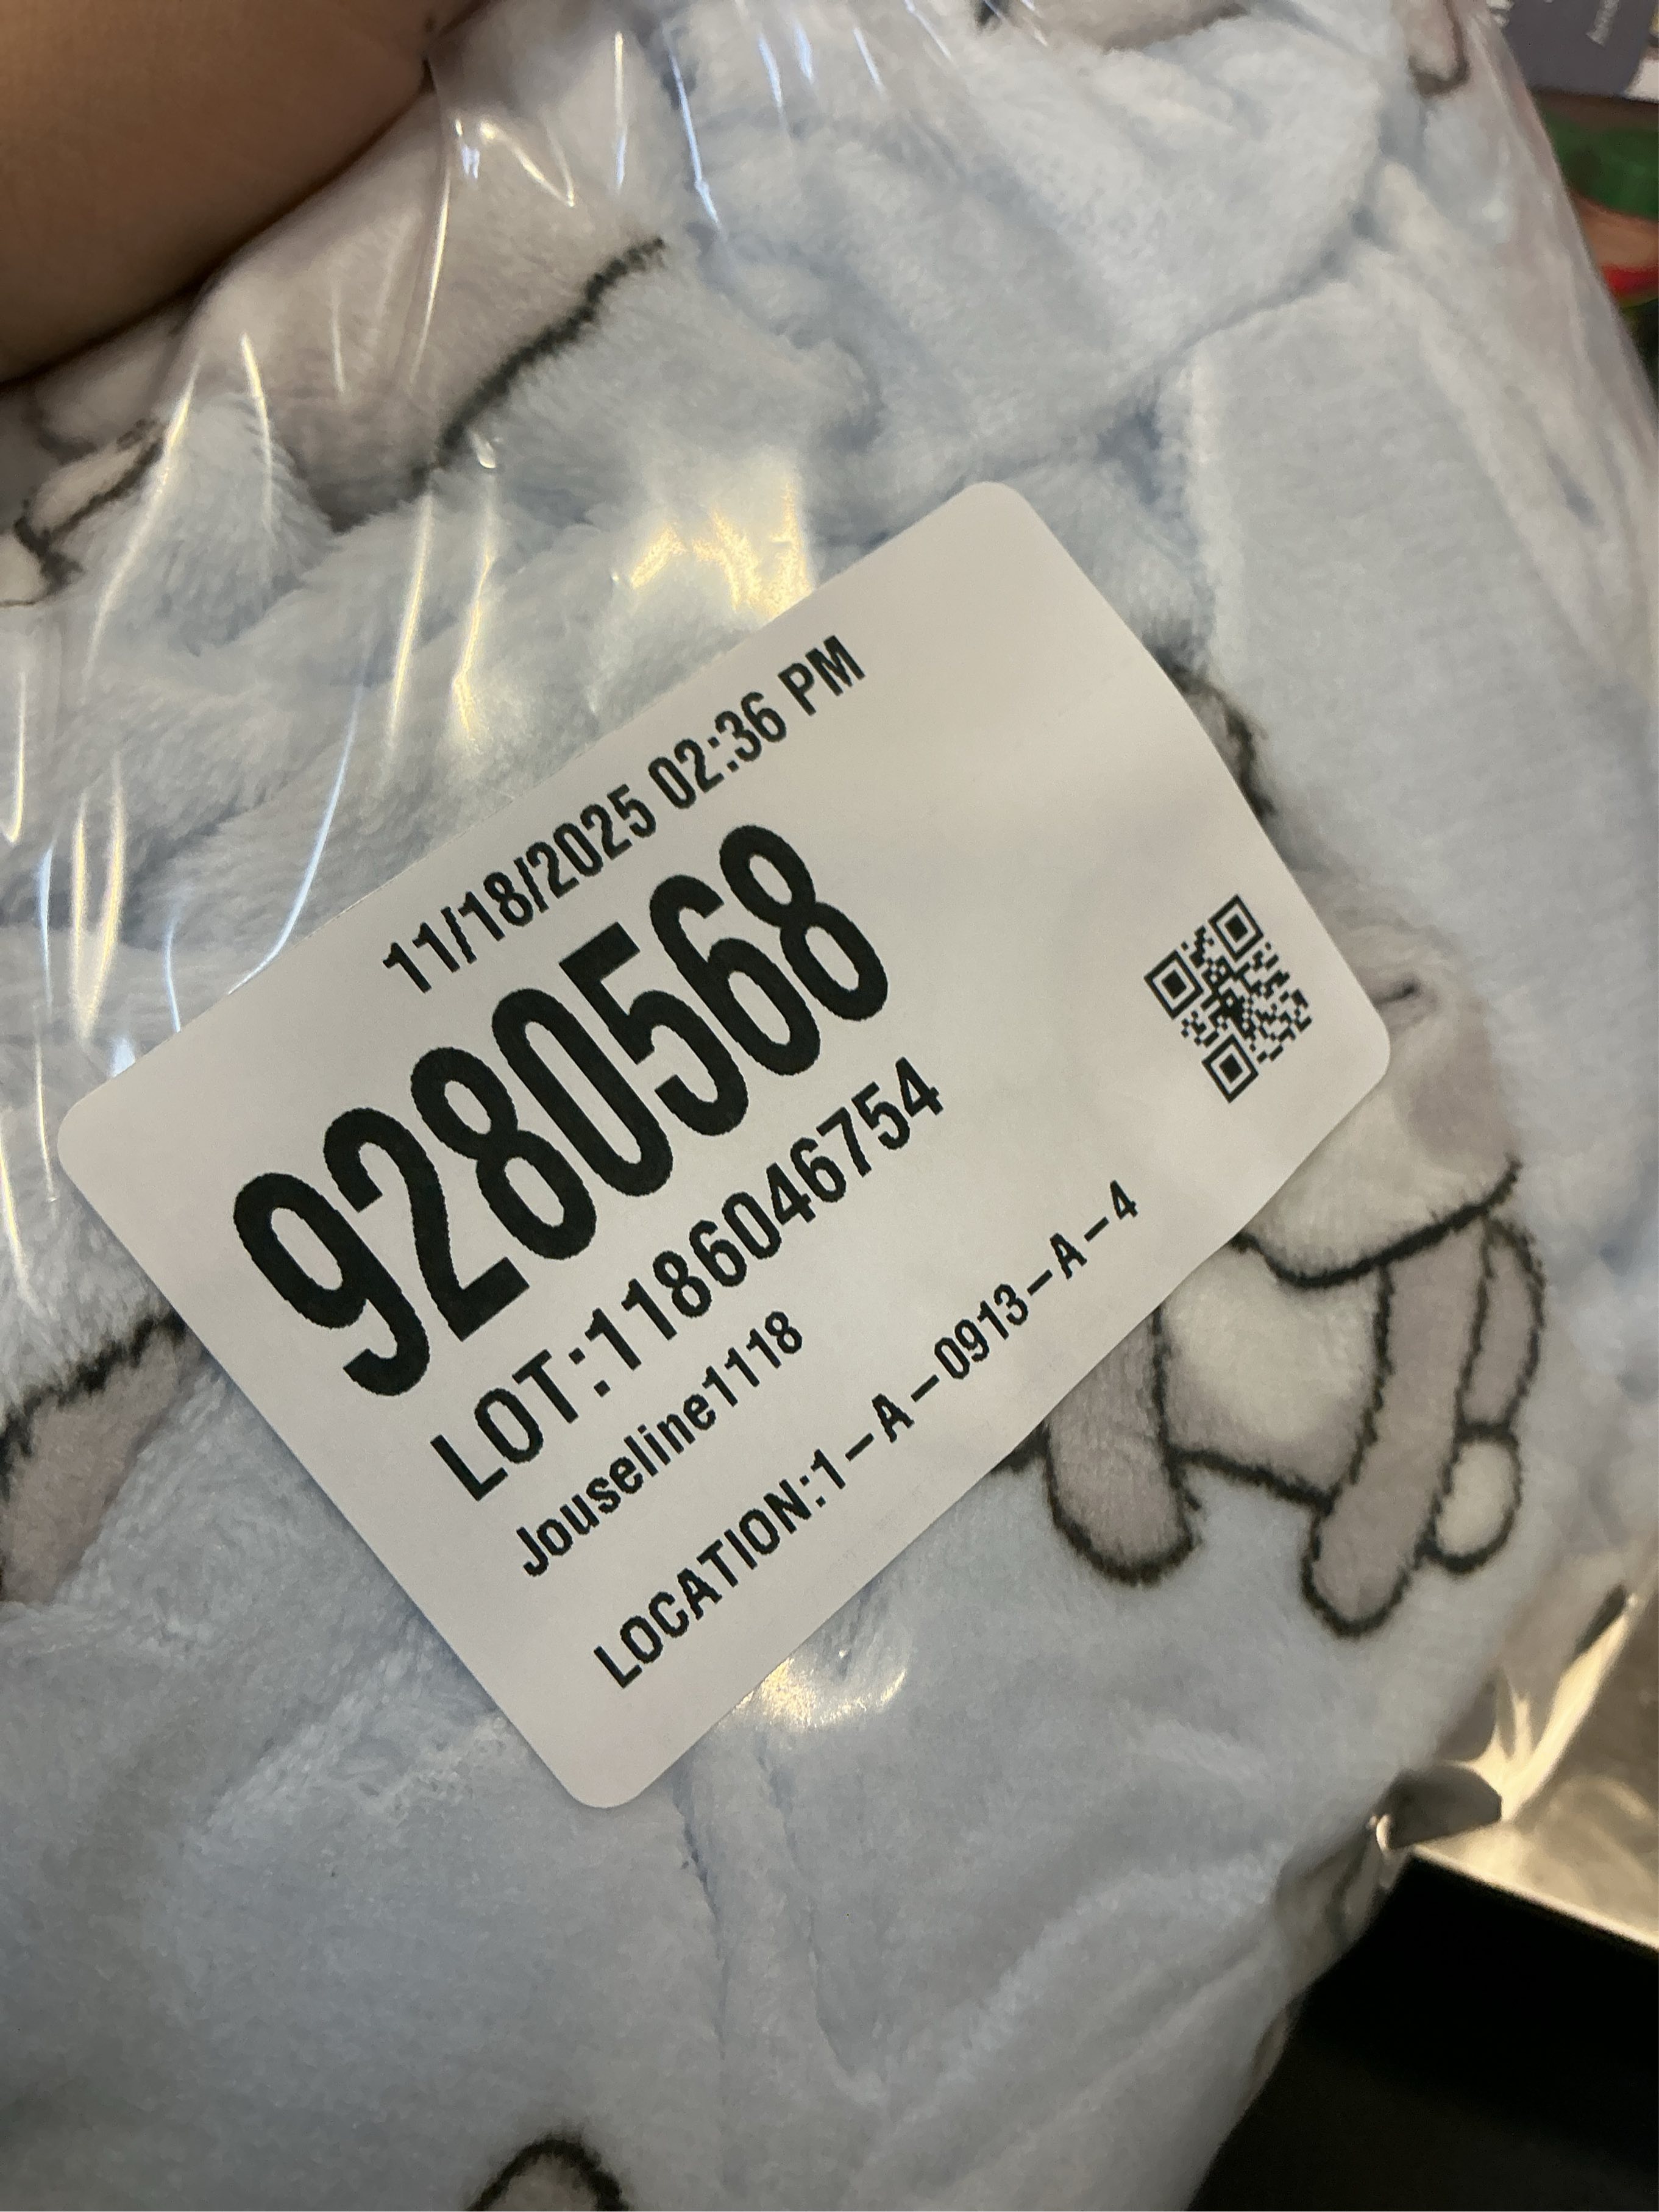 11/18/2025 02:36 PM
9280568
LOT:1186046754
Jouseline1118
LOCATION:1-A-0913-A-4